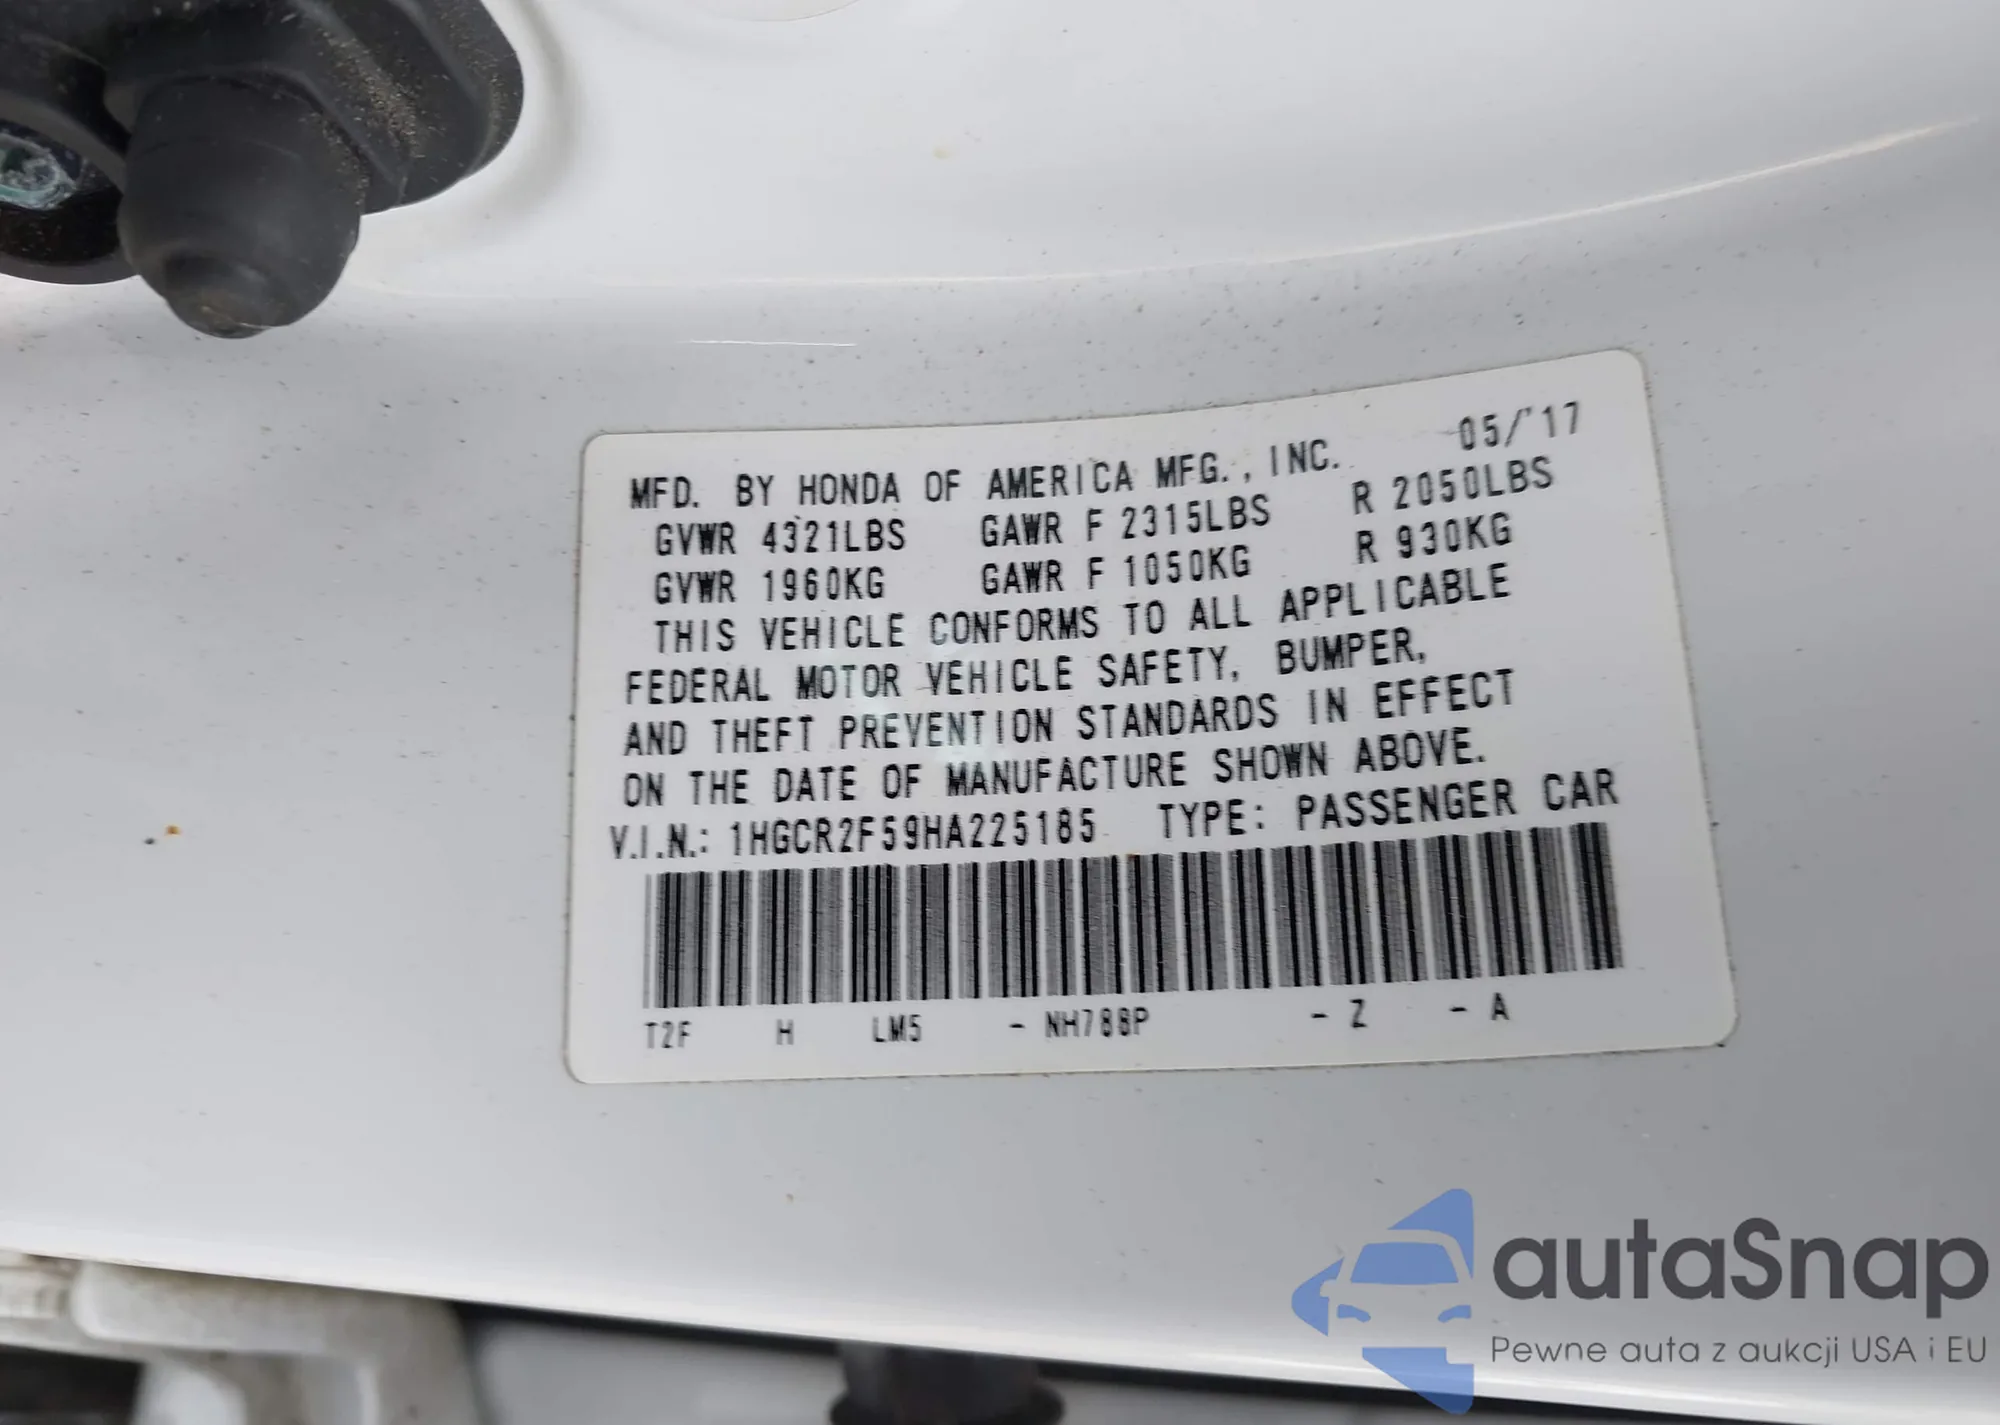 MFD. BY HONDA OF AMERICA MFG., INC. 05/'17
GVWR 4321LBS GAWR F 2315LBS R 2050LBS
GVWR 1960KG GAWR F 1050KG R 930KG
THIS VEHICLE CONFORMS TO ALL APPLICABLE
FEDERAL MOTOR VEHICLE SAFETY, BUMPER,
AND THEFT PREVENTION STANDARDS IN EFFECT
ON THE DATE OF MANUFACTURE SHOWN ABOVE.
V.I.N.: 1HGCR2F59HA225185 TYPE: PASSENGER CAR
T2F H LM5 - NH788P - Z - A
autaSnap
Pewne auta z aukcji USA i EU